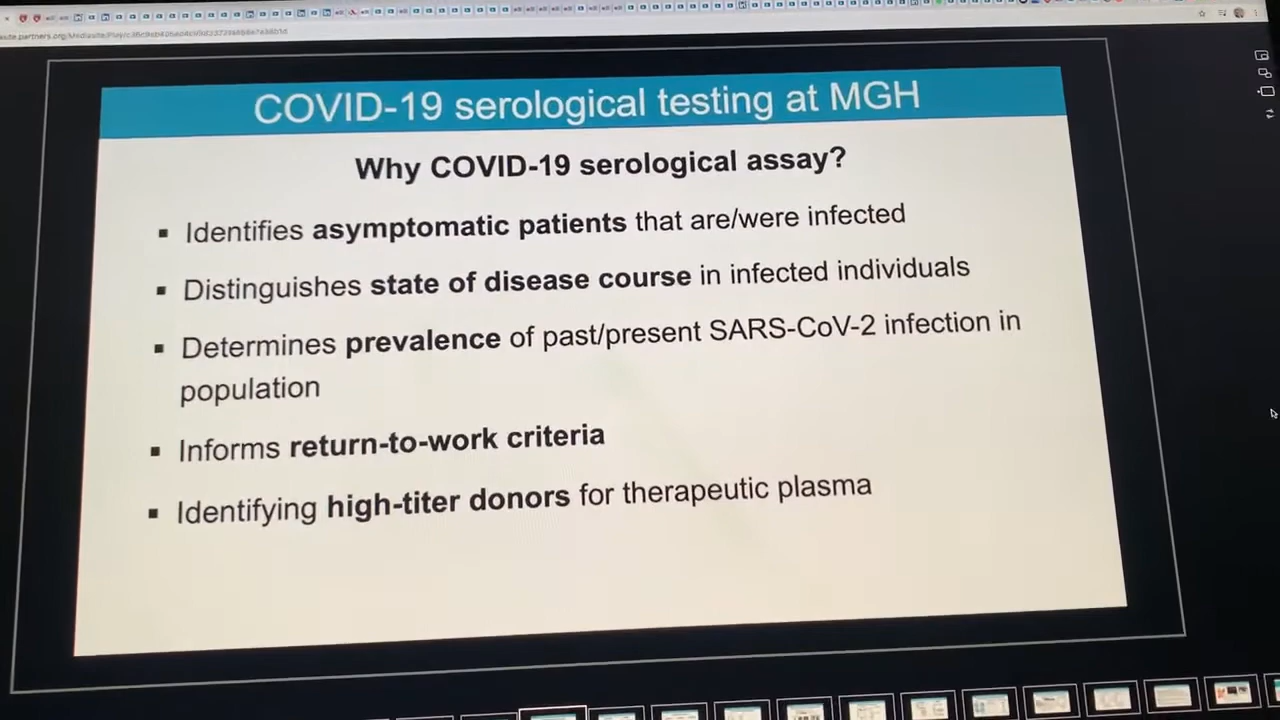 COVID-19 serological testing at MGH
Why COVID-19 serological assay?
▪ Identifies asymptomatic patients that are/were infected
▪ Distinguishes state of disease course in infected individuals
▪ Determines prevalence of past/present SARS-CoV-2 infection in
population
▪ Informs return-to-work criteria
▪ Identifying high-titer donors for therapeutic plasma